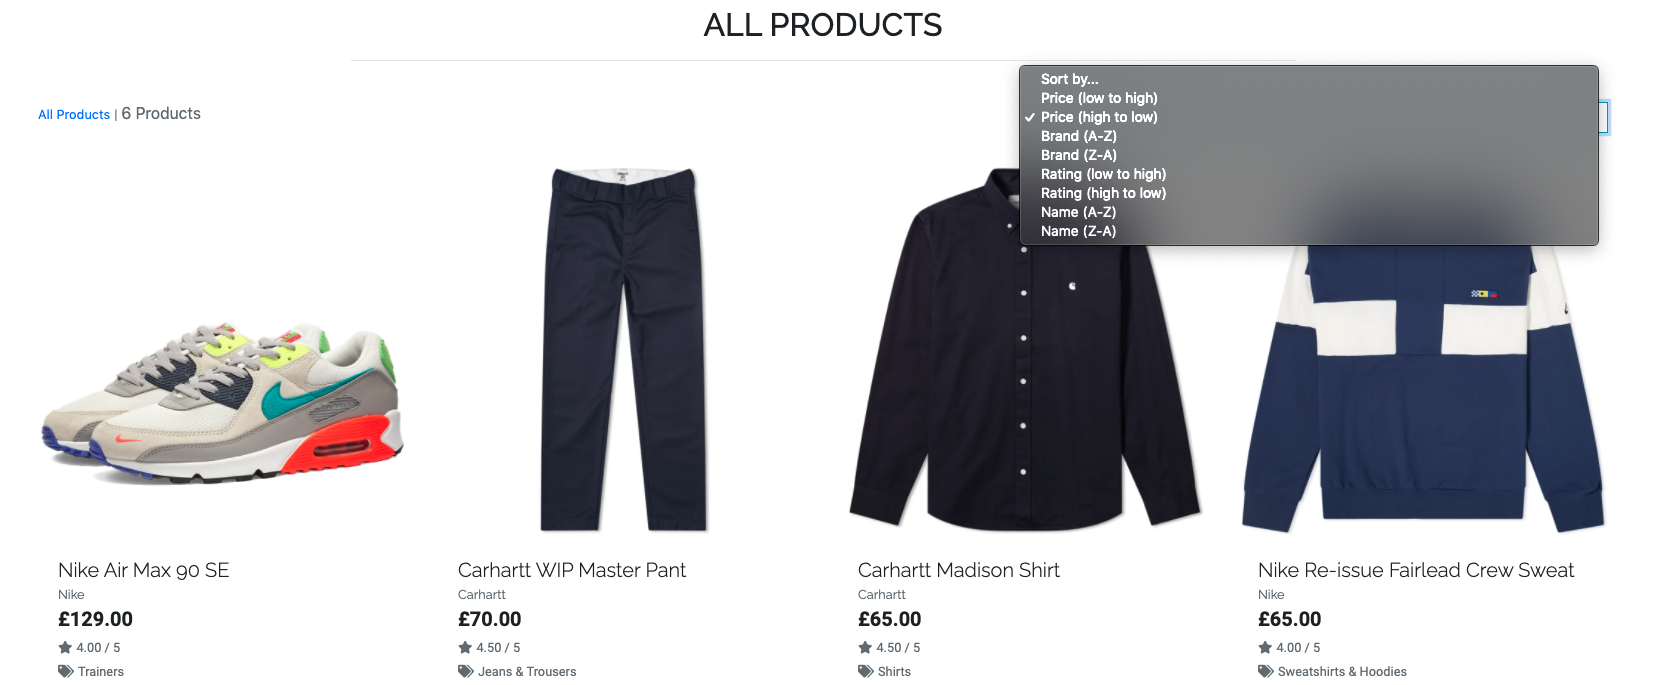 ALL PRODUCTS
All Products | 6 Products
Sort by...
Price (low to high)
✓ Price (high to low)
Brand (A-Z)
Brand (Z-A)
Rating (low to high)
Rating (high to low)
Name (A-Z)
Name (Z-A)
Nike Air Max 90 SE
Nike
£129.00
4.00 / 5
Trainers
Carhartt WIP Master Pant
Carhartt
£70.00
4.50 / 5
Jeans & Trousers
Carhartt Madison Shirt
Carhartt
£65.00
4.50 / 5
Shirts
Nike Re-issue Fairlead Crew Sweat
Nike
£65.00
4.00 / 5
Sweatshirts & Hoodies